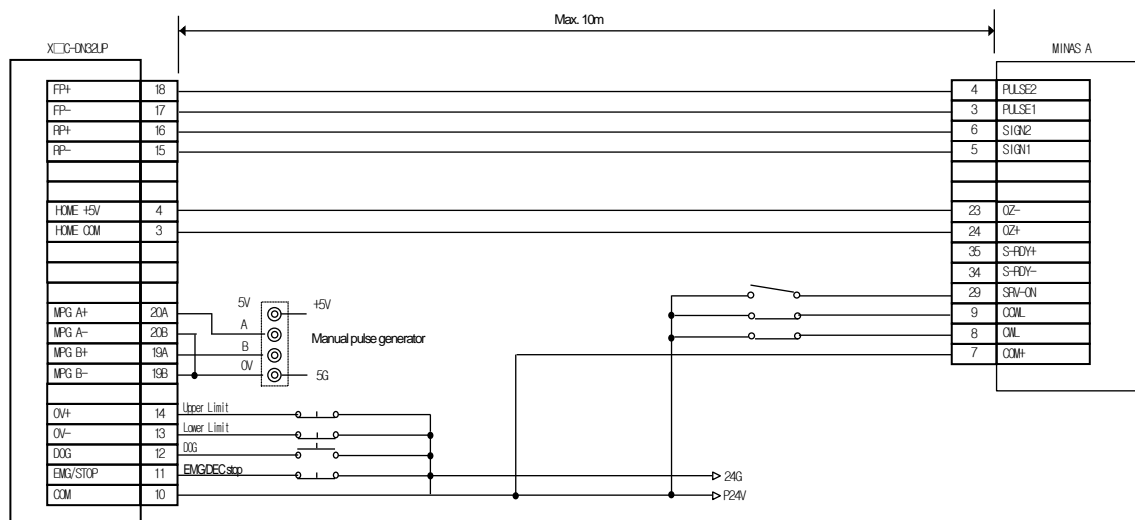 Max. 10m
X□C-DN32UP
MINAS A
FP+ 18
4 PULSE2
FP- 17
3 PULSE1
RP+ 16
6 SIGN2
RP- 15
5 SIGN1
HOME +5V 4
23 OZ-
HOME COM 3
24 OZ+
35 S-RDY+
34 S-RDY-
29 SRV-ON
9 CCWL
8 CWL
7 COM+
MPG A+ 20A
MPG A- 20B
MPG B+ 19A
MPG B- 19B
5V
+5V
A
B
0V
5G
Manual pulse generator
OV+ 14 Upper Limit
OV- 13 Lower Limit
DOG 12 DOG
EMG/STOP 11 EMG/DEC stop
COM 10
24G
P24V